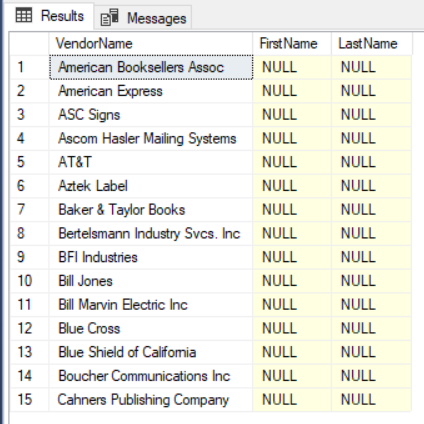 Results Messages
VendorName FirstName LastName
1 American Booksellers Assoc NULL NULL
2 American Express NULL NULL
3 ASC Signs NULL NULL
4 Ascom Hasler Mailing Systems NULL NULL
5 AT&T NULL NULL
6 Aztek Label NULL NULL
7 Baker & Taylor Books NULL NULL
8 Bertelsmann Industry Svcs. Inc NULL NULL
9 BFI Industries NULL NULL
10 Bill Jones NULL NULL
11 Bill Marvin Electric Inc NULL NULL
12 Blue Cross NULL NULL
13 Blue Shield of California NULL NULL
14 Boucher Communications Inc NULL NULL
15 Cahners Publishing Company NULL NULL